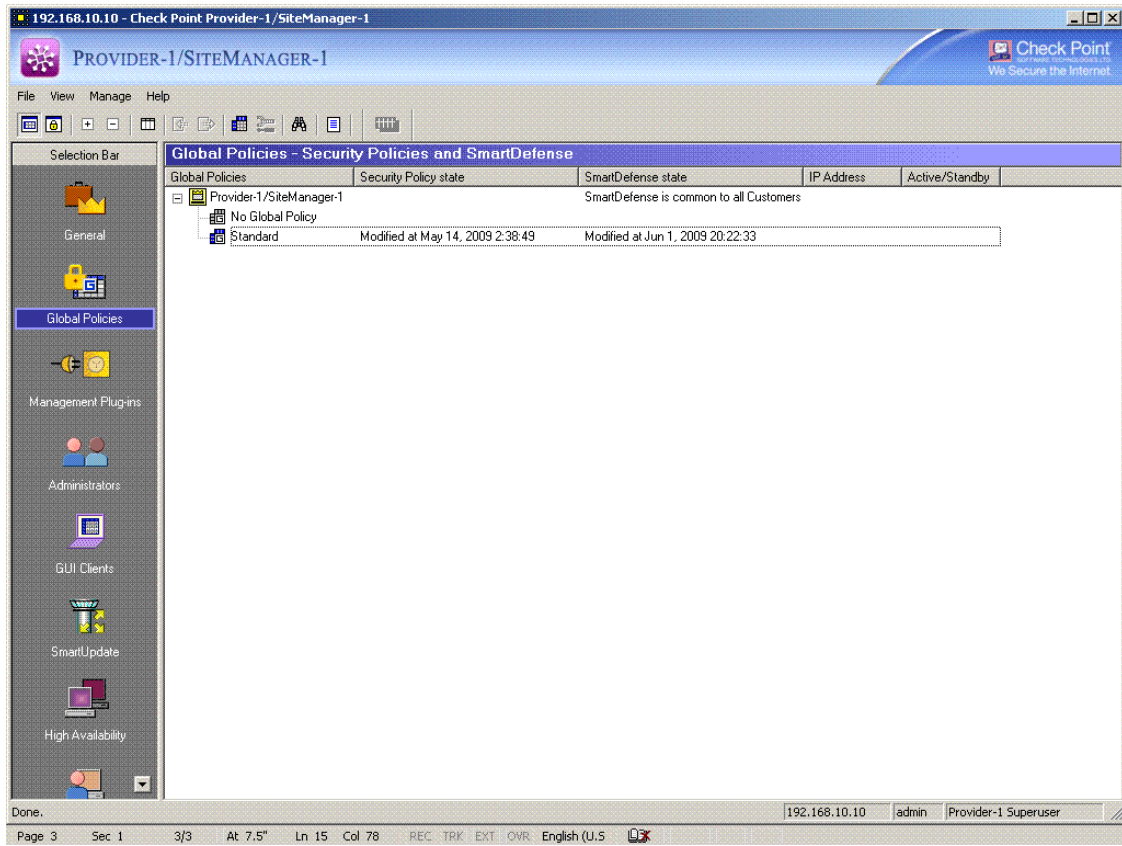 192.168.10.10 - Check Point Provider-1/SiteManager-1
PROVIDER-1/SITEMANAGER-1
Check Point
SOFTWARE TECHNOLOGIES LTD.
We Secure the Internet.
File View Manage Help
Selection Bar
General
Global Policies
Management Plug-ins
Administrators
GUI Clients
SmartUpdate
High Availability
Global Policies - Security Policies and SmartDefense
Global Policies Security Policy state SmartDefense state IP Address Active/Standby
Provider-1/SiteManager-1 SmartDefense is common to all Customers
No Global Policy
Standard Modified at May 14, 2009 2:38:49 Modified at Jun 1, 2009 20:22:33
Done. 192.168.10.10 admin Provider-1 Superuser
Page 3 Sec 1 3/3 At 7.5" Ln 15 Col 78 REC TRK EXT OVR English (U.S